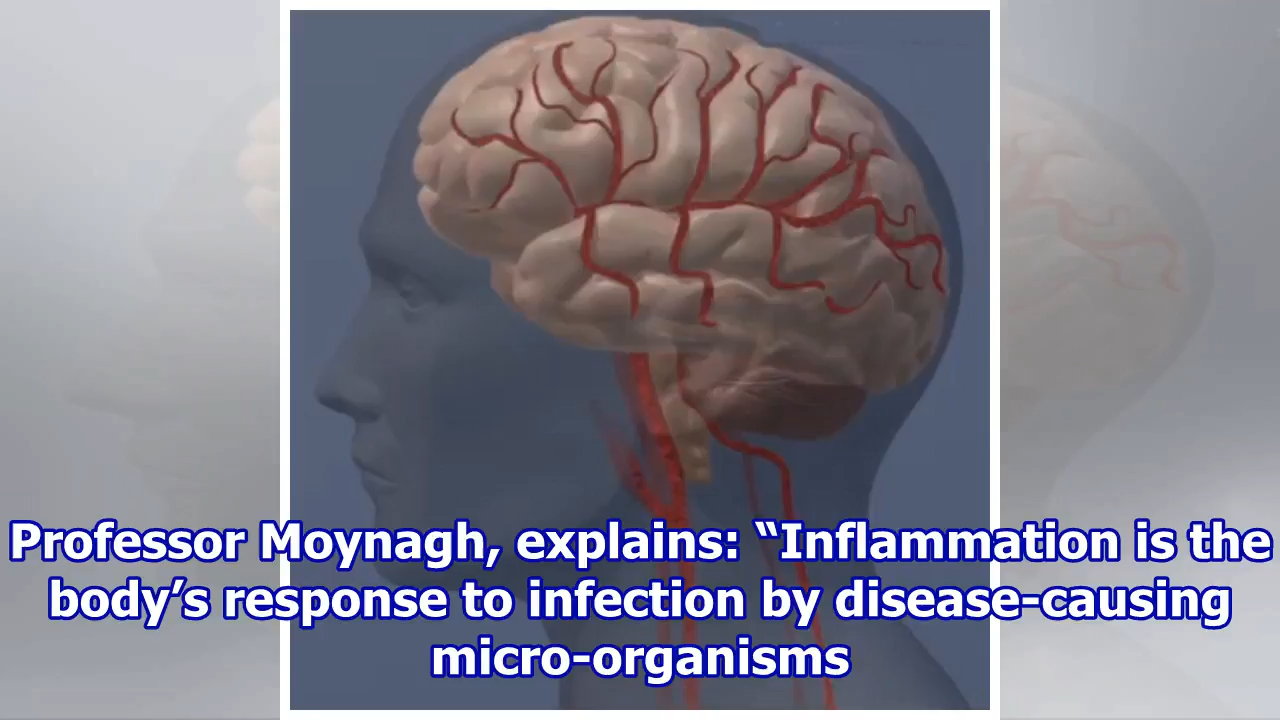 Professor Moynagh, explains: “Inflammation is the
body’s response to infection by disease-causing
micro-organisms